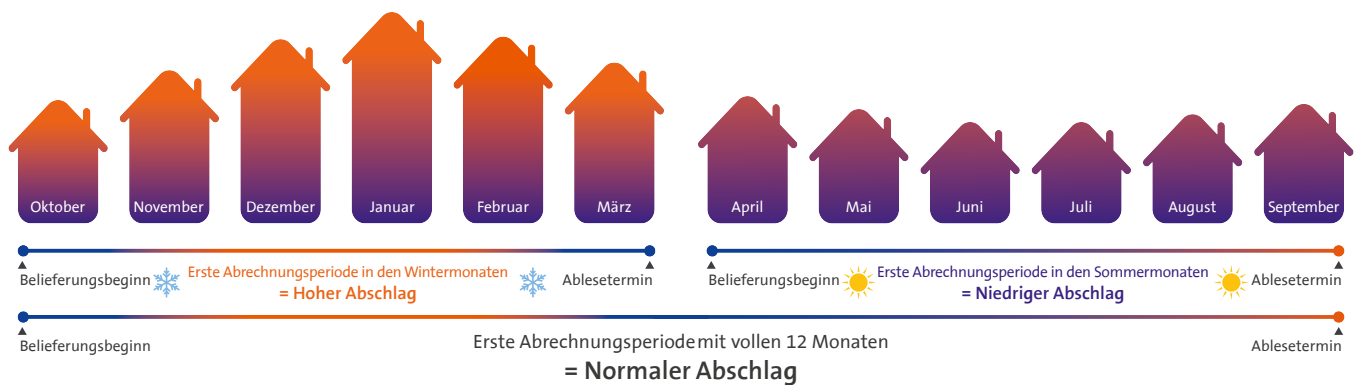 Oktober
November
Dezember
Januar
Februar
März
April
Mai
Juni
Juli
August
September
Belieferungsbeginn
Erste Abrechnungsperiode in den Wintermonaten
= Hoher Abschlag
Ablesetermin
Belieferungsbeginn
Erste Abrechnungsperiode in den Sommermonaten
= Niedriger Abschlag
Ablesetermin
Belieferungsbeginn
Erste Abrechnungsperiode mit vollen 12 Monaten
= Normaler Abschlag
Ablesetermin